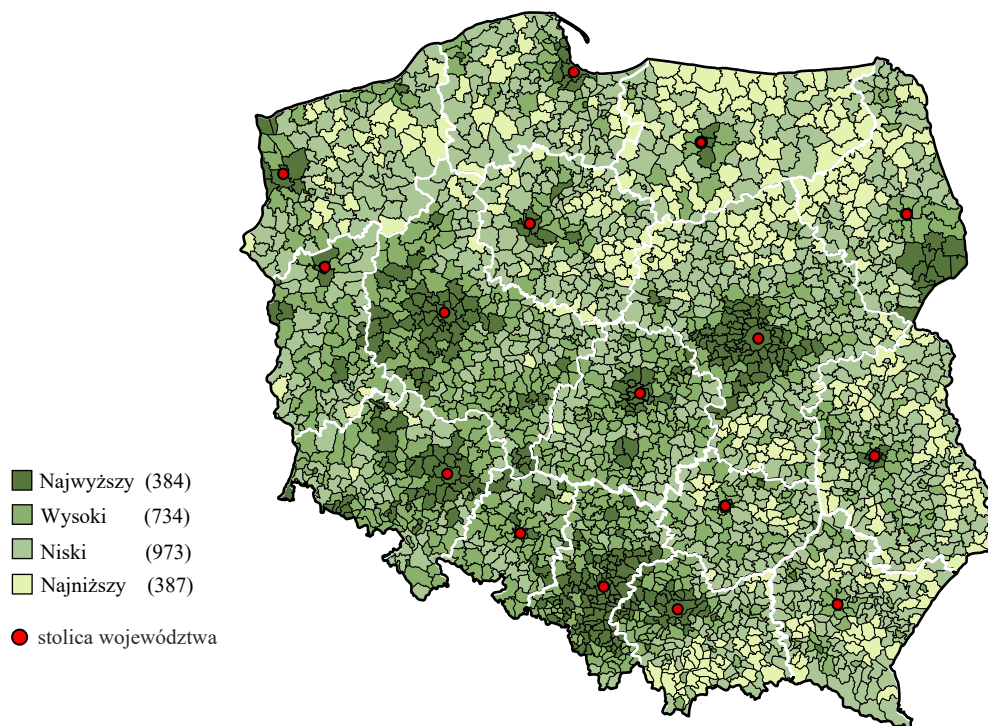 Najwyższy (384)
Wysoki (734)
Niski (973)
Najniższy (387)
stolica województwa